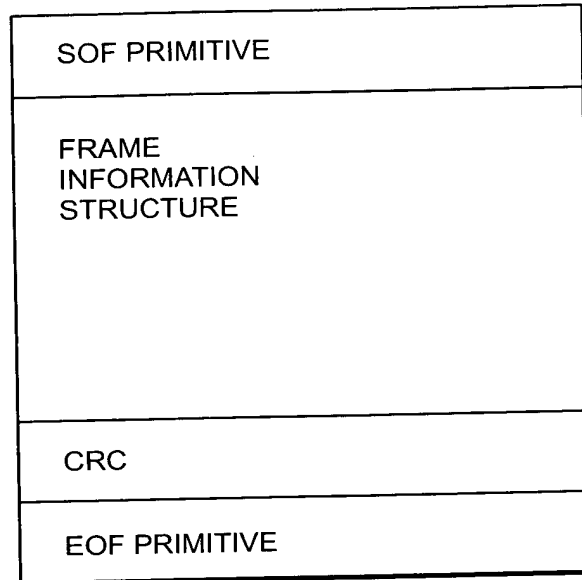 SOF PRIMITIVE
FRAME
INFORMATION
STRUCTURE
CRC
EOF PRIMITIVE